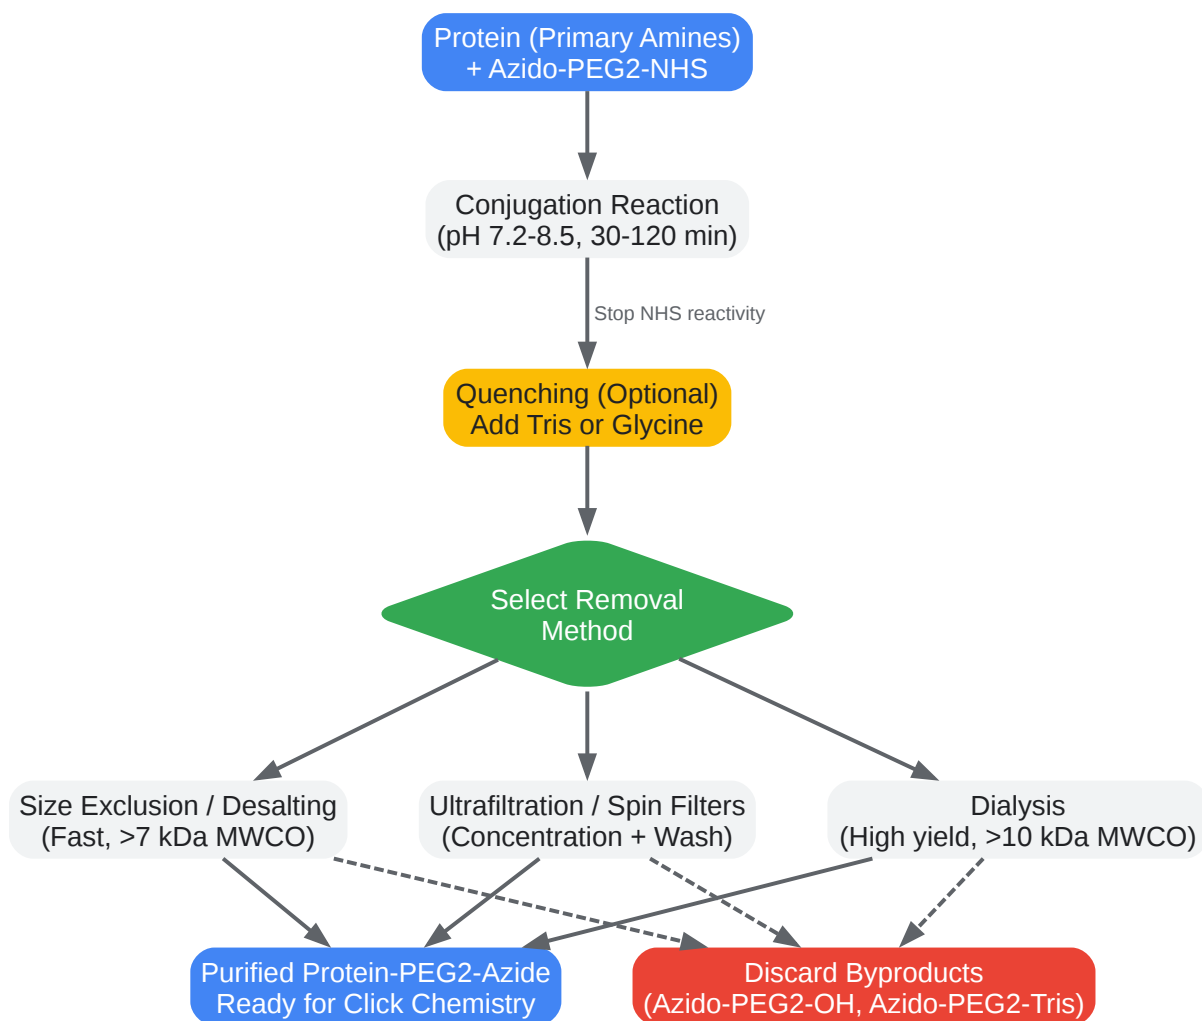 Protein (Primary Amines)
+ Azido-PEG2-NHS
Conjugation Reaction
(pH 7.2-8.5, 30-120 min)
Stop NHS reactivity
Quenching (Optional)
Add Tris or Glycine
Select Removal
Method
Size Exclusion / Desalting
(Fast, >7 kDa MWCO)
Ultrafiltration / Spin Filters
(Concentration + Wash)
Dialysis
(High yield, >10 kDa MWCO)
Purified Protein-PEG2-Azide
Ready for Click Chemistry
Discard Byproducts
(Azido-PEG2-OH, Azido-PEG2-Tris)